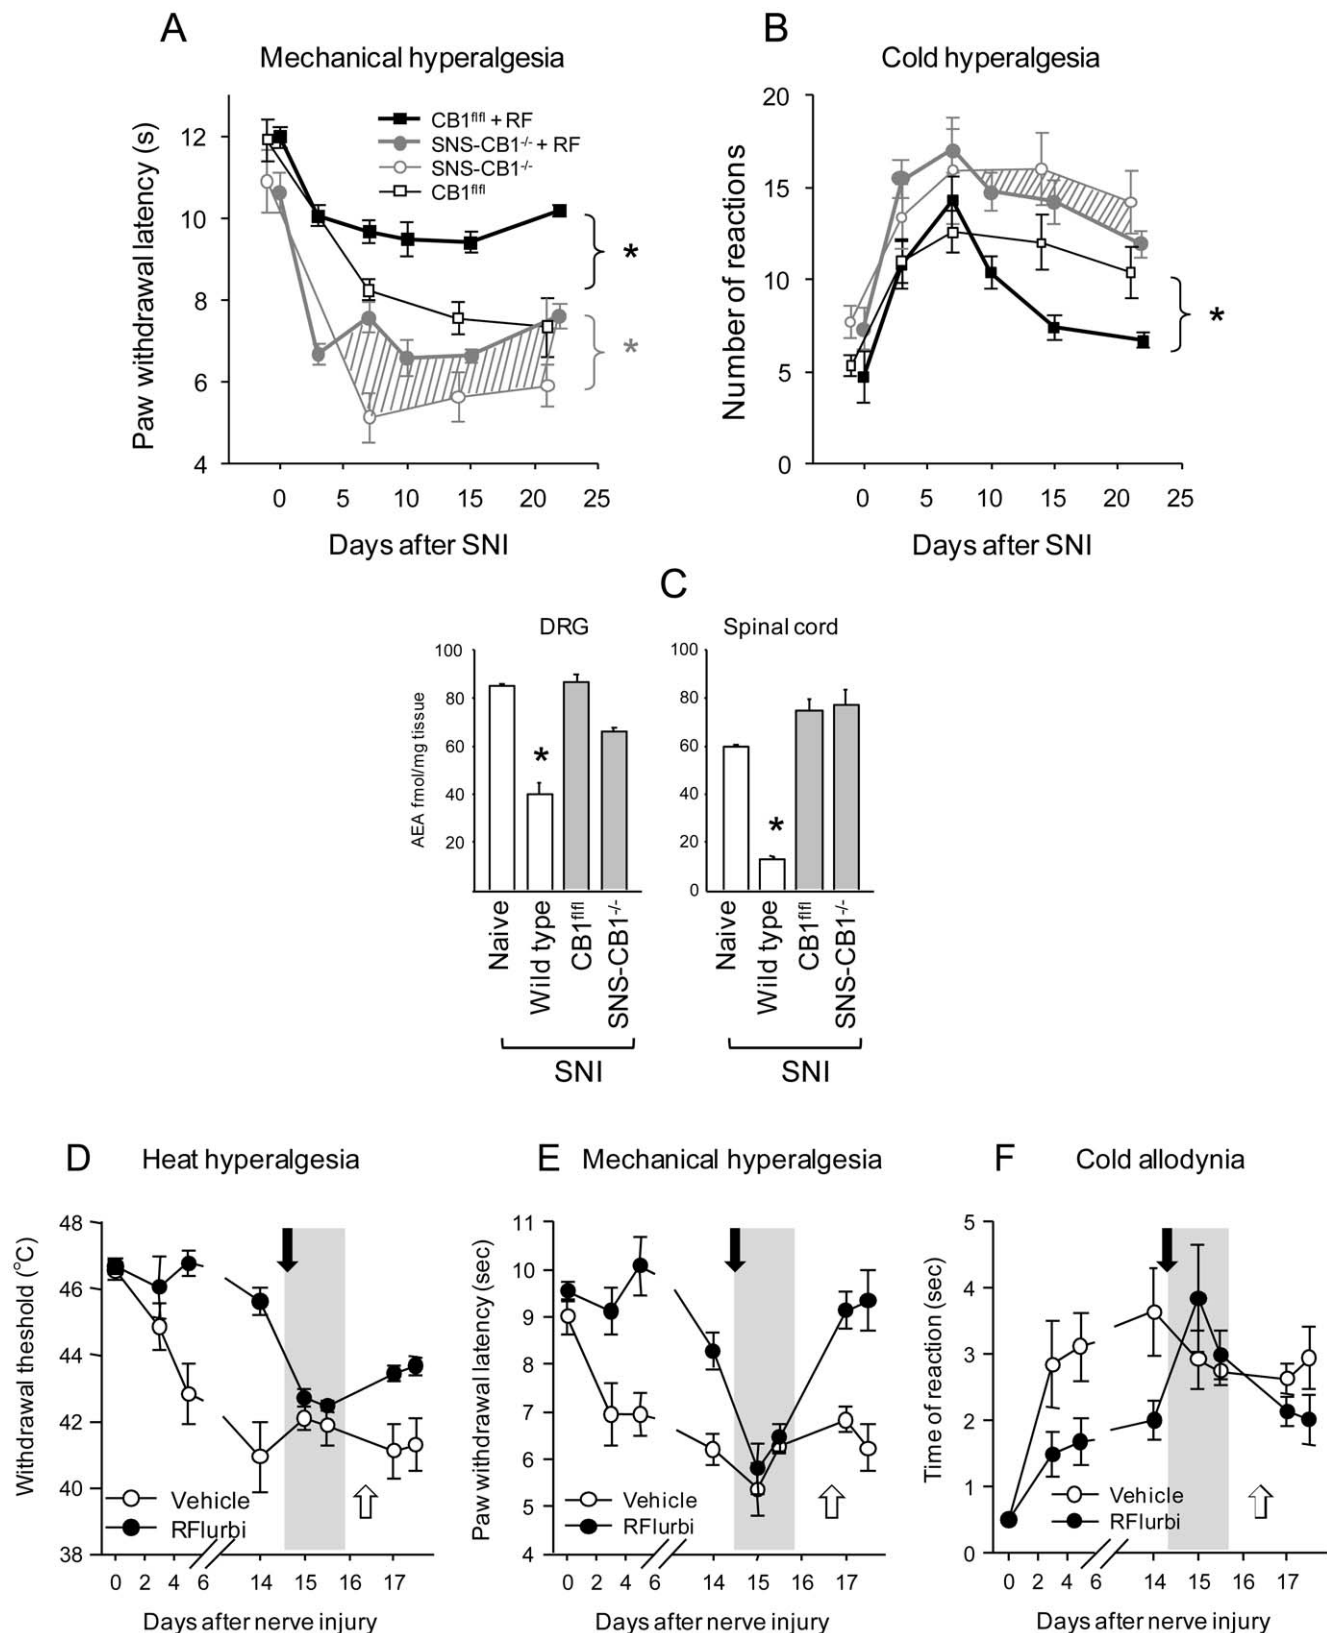 A
Mechanical hyperalgesia
Paw withdrawal latency (s)
12
10
8
6
4
CB1fl/fl + RF
SNS-CB1-/- + RF
SNS-CB1-/-
CB1fl/fl
*
*
0 5 10 15 20 25
Days after SNI
B
Cold hyperalgesia
Number of reactions
20
15
10
5
0
*
0 5 10 15 20 25
Days after SNI
C
DRG
AEA fmol/mg tissue
100
80
60
40
20
*
Naive
Wild type
CB1fl/fl
SNS-CB1-/-
SNI
Spinal cord
100
80
60
40
20
0
*
Naive
Wild type
CB1fl/fl
SNS-CB1-/-
SNI
D
Heat hyperalgesia
Withdrawal theshold (°C)
48
46
44
42
40
38
Vehicle
RFlurbi
0 2 4 6 14 15 16 17
Days after nerve injury
E
Mechanical hyperalgesia
Paw withdrawal latency (sec)
11
10
9
8
7
6
5
4
Vehicle
RFlurbi
0 2 4 6 14 15 16 17
Days after nerve injury
F
Cold allodynia
Time of reaction (sec)
5
4
3
2
1
0
Vehicle
RFlurbi
0 2 4 6 14 15 16 17
Days after nerve injury